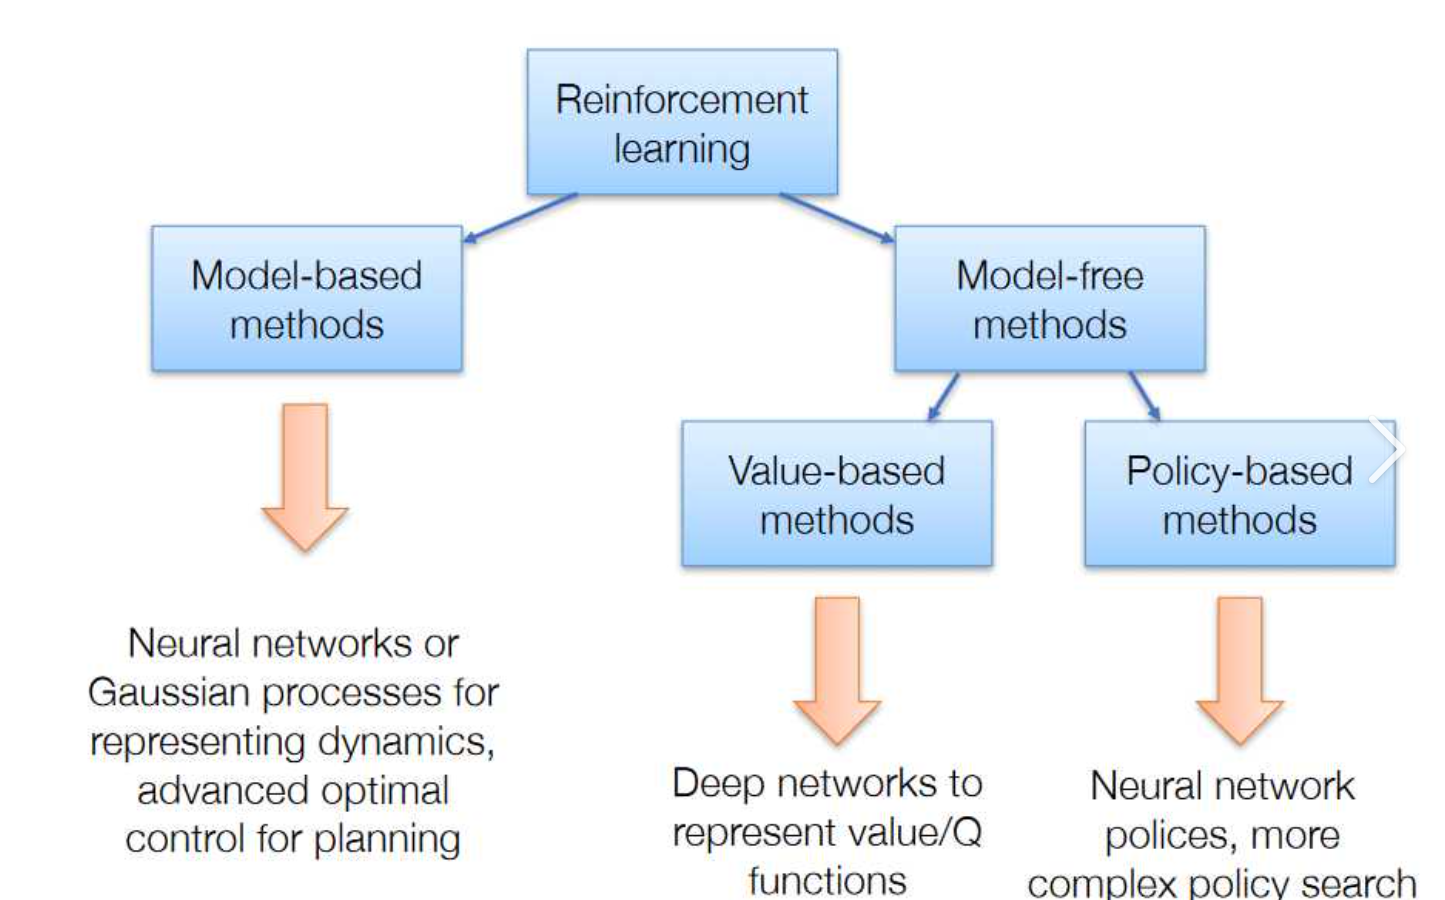 Reinforcement
learning
Model-based
methods
Model-free
methods
Value-based
methods
Policy-based
methods
Neural networks or
Gaussian processes for
representing dynamics,
advanced optimal
control for planning
Deep networks to
represent value/Q
functions
Neural network
polices, more
complex policy search